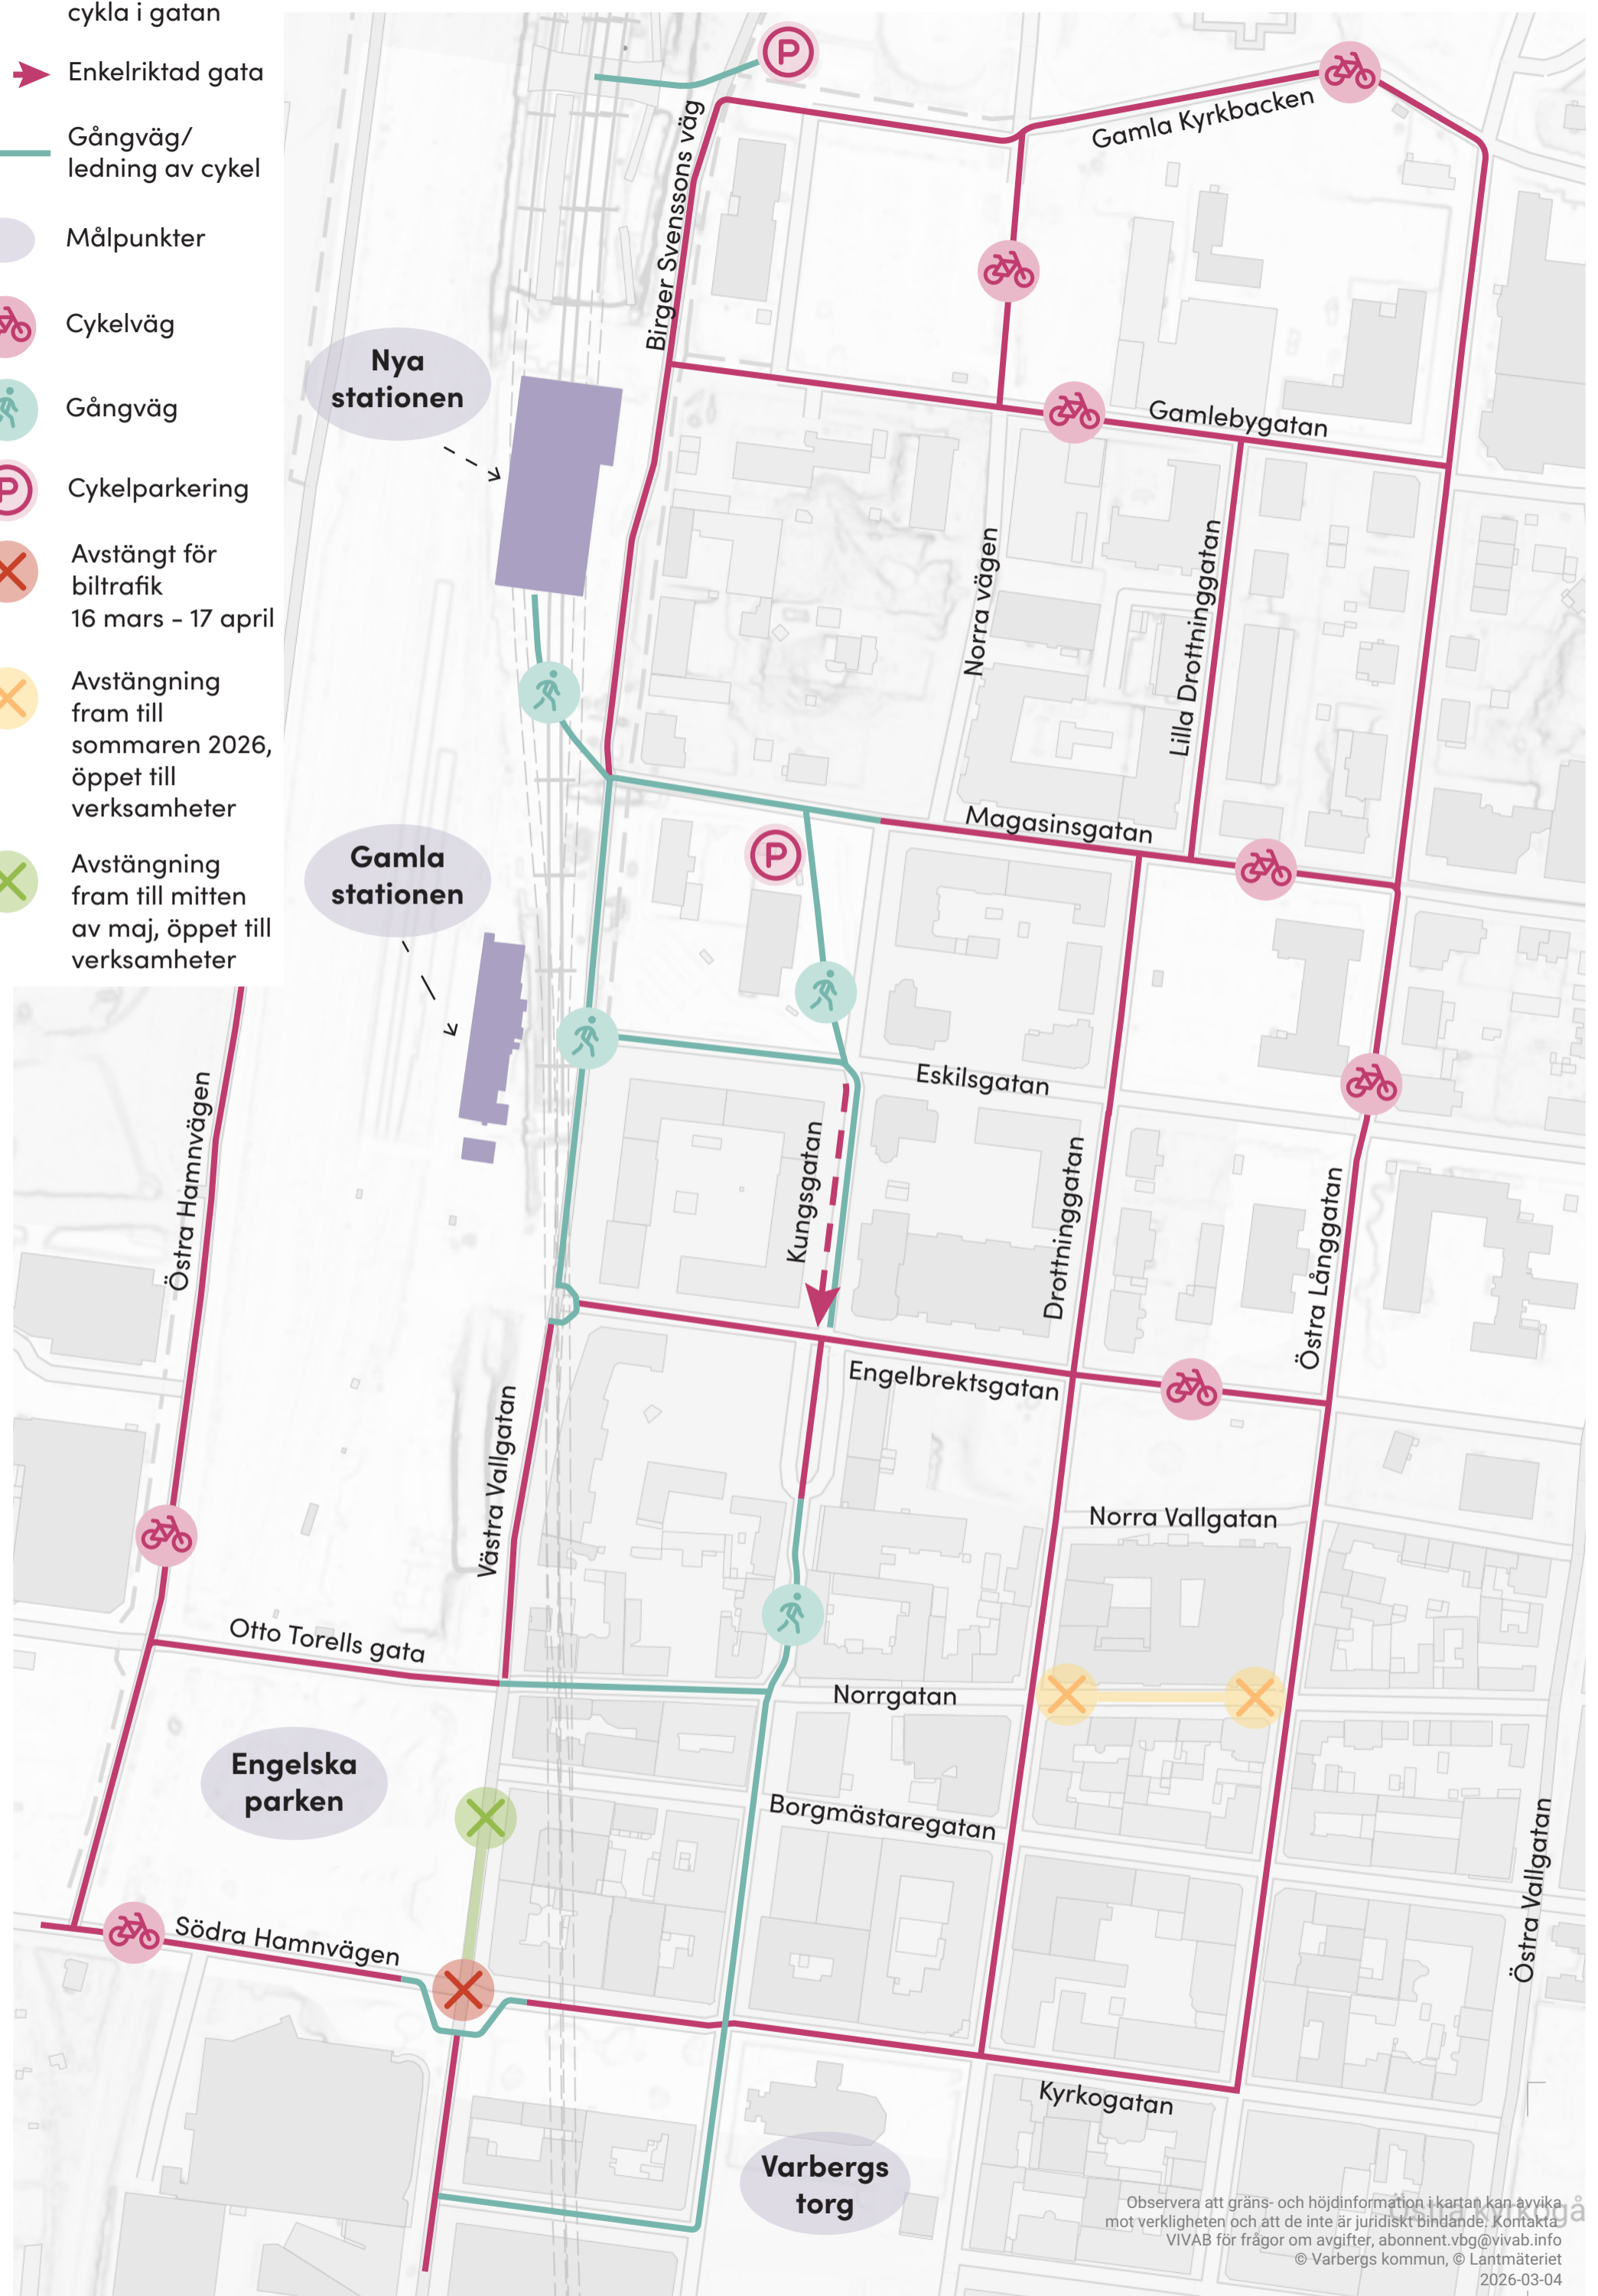 cykla i gatan
Enkelriktad gata
Gångväg/
ledning av cykel
Målpunkter
Cykelväg
Gångväg
P
Cykelparkering
Avstängt för
biltrafik
16 mars - 17 april
Avstängning
fram till
sommaren 2026,
öppet till
verksamheter
Avstängning
fram till mitten
av maj, öppet till
verksamheter
P
Gamla Kyrkbacken
Birger Svenssons väg
Nya
stationen
Gamlebygatan
Norra vägen
Lilla Drottninggatan
Magasinsgatan
P
Gamla
stationen
Eskilsgatan
Östra Hamnvägen
Kungsgatan
Drottninggatan
Östra Långgatan
Engelbrektsgatan
Västra Vallgatan
Norra Vallgatan
Otto Torells gata
Norrgatan
Engelska
parken
Borgmästaregatan
Östra Vallgatan
Södra Hamnvägen
Kyrkogatan
Varbergs
torg
Observera att gräns- och höjdinformation i kartan kan avvika
mot verkligheten och att de inte är juridiskt bindande. Kontakta
VIVAB för frågor om avgifter, abonnent.vbg@vivab.info
© Varbergs kommun, © Lantmäteriet
2026-03-04